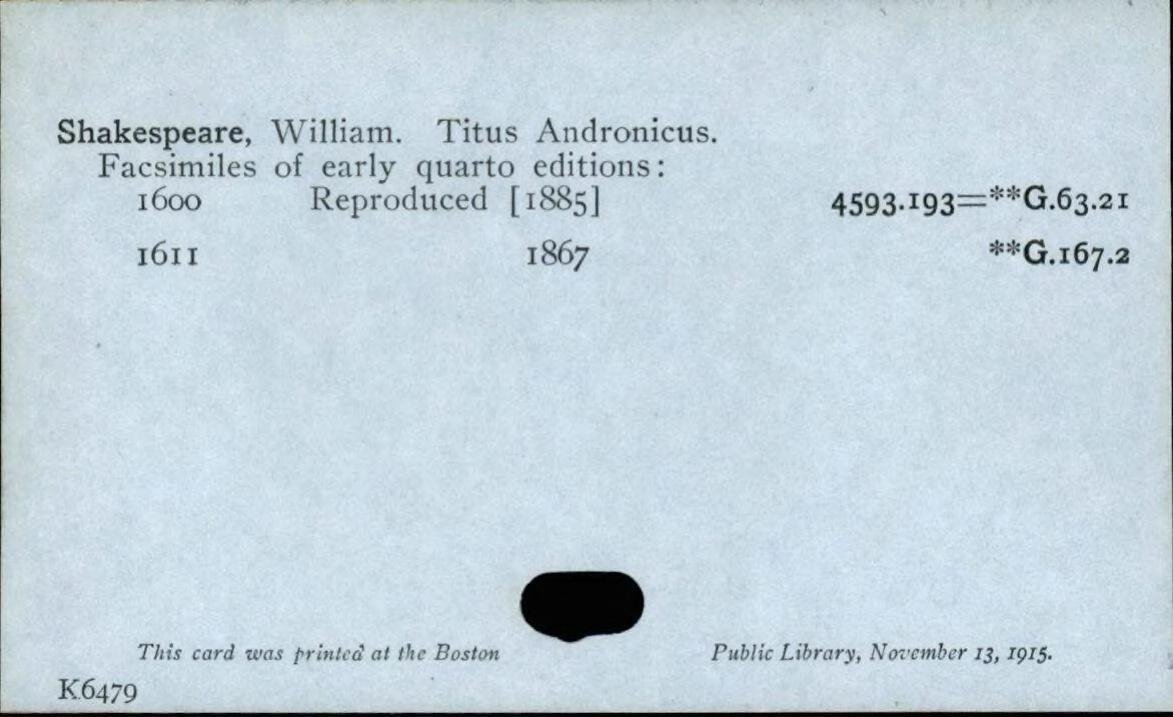 Shakespeare, William. Titus Andronicus.
Facsimiles of early quarto editions:
1600 Reproduced [1885] 4593.193=**G.63.21
1611 1867 **G.167.2
This card was printed at the Boston Public Library, November 13, 1915.
K6479